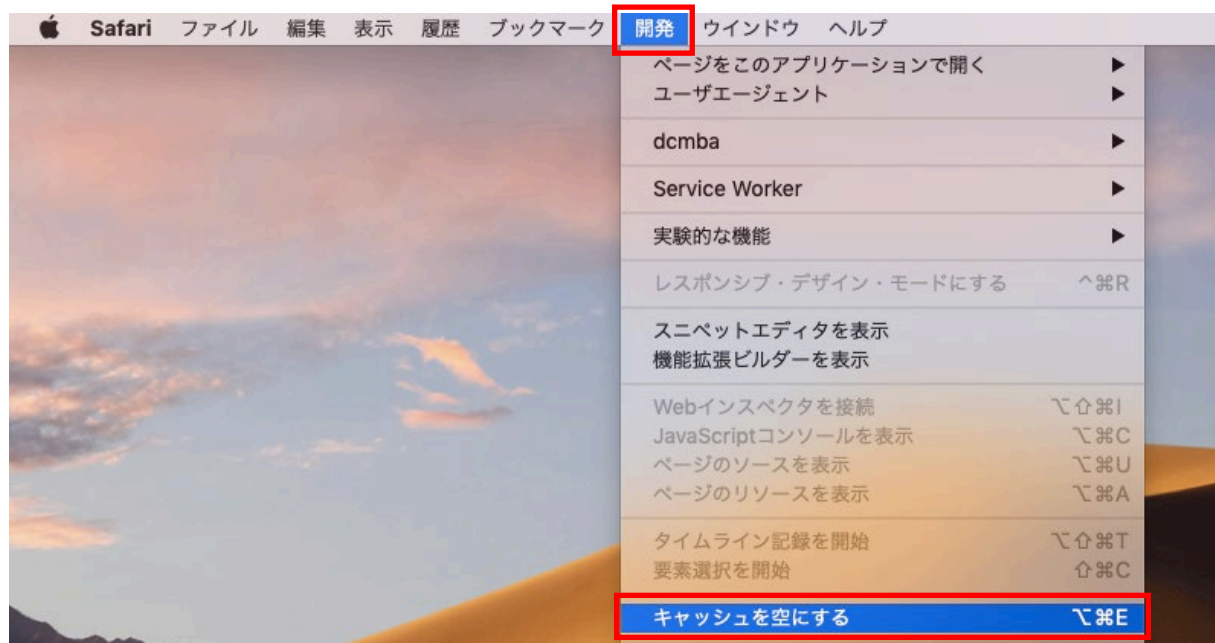 Safari ファイル 編集 表示 履歴 ブックマーク 開発 ウインドウ ヘルプ
ページをこのアプリケーションで開く ▶
ユーザエージェント ▶
dcmba ▶
Service Worker ▶
実験的な機能 ▶
レスポンシブ・デザイン・モードにする ^⌘R
スニペットエディタを表示
機能拡張ビルダーを表示
Webインスペクタを接続 ⌥⇧⌘I
JavaScriptコンソールを表示 ⌥⌘C
ページのソースを表示 ⌥⌘U
ページのリソースを表示 ⌥⌘A
タイムライン記録を開始 ⌥⇧⌘T
要素選択を開始 ⇧⌘C
キャッシュを空にする ⌥⌘E